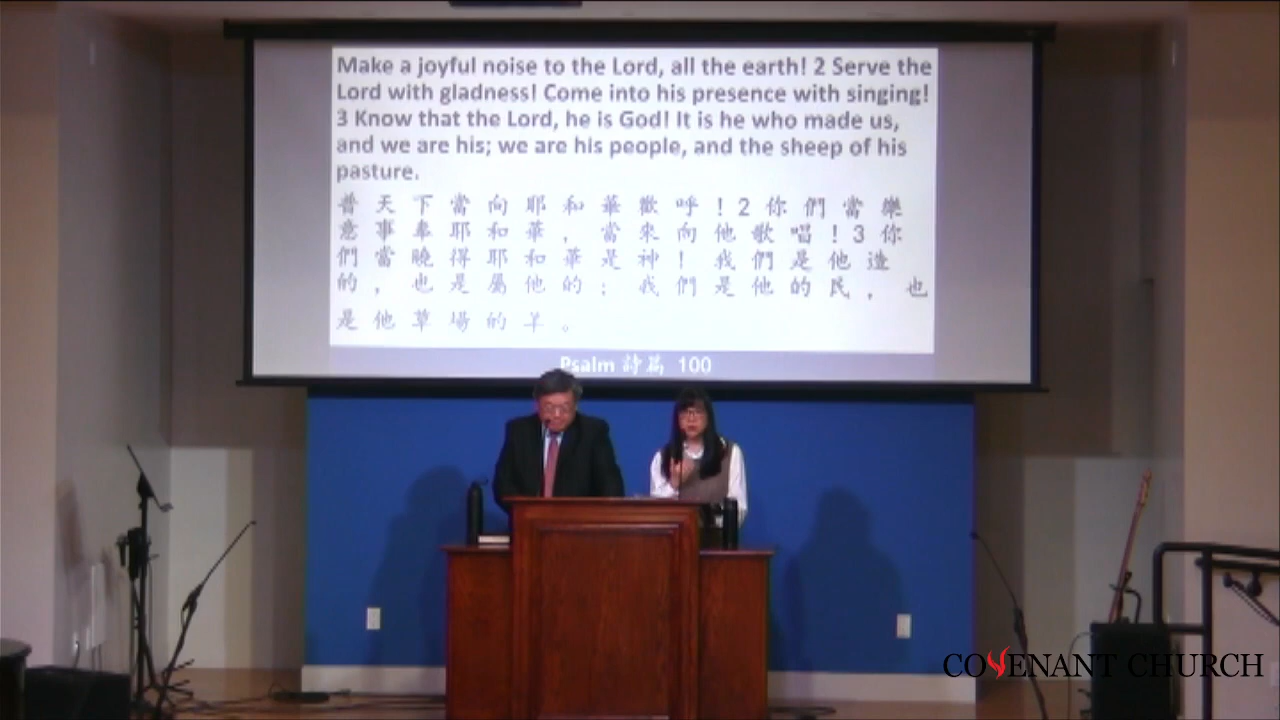 Make a joyful noise to the Lord, all the earth! 2 Serve the
Lord with gladness! Come into his presence with singing!
3 Know that the Lord, he is God! It is he who made us,
and we are his; we are his people, and the sheep of his
pasture.
普天下當向耶和華歡呼!2你們當樂
意事奉耶和華,當來向他歌唱!3你
們當曉得耶和華是神!我們是他造
的,也是屬他的;我們是他的民,也
是他草場的羊。
Psalm 詩篇 100
COVENANT CHURCH